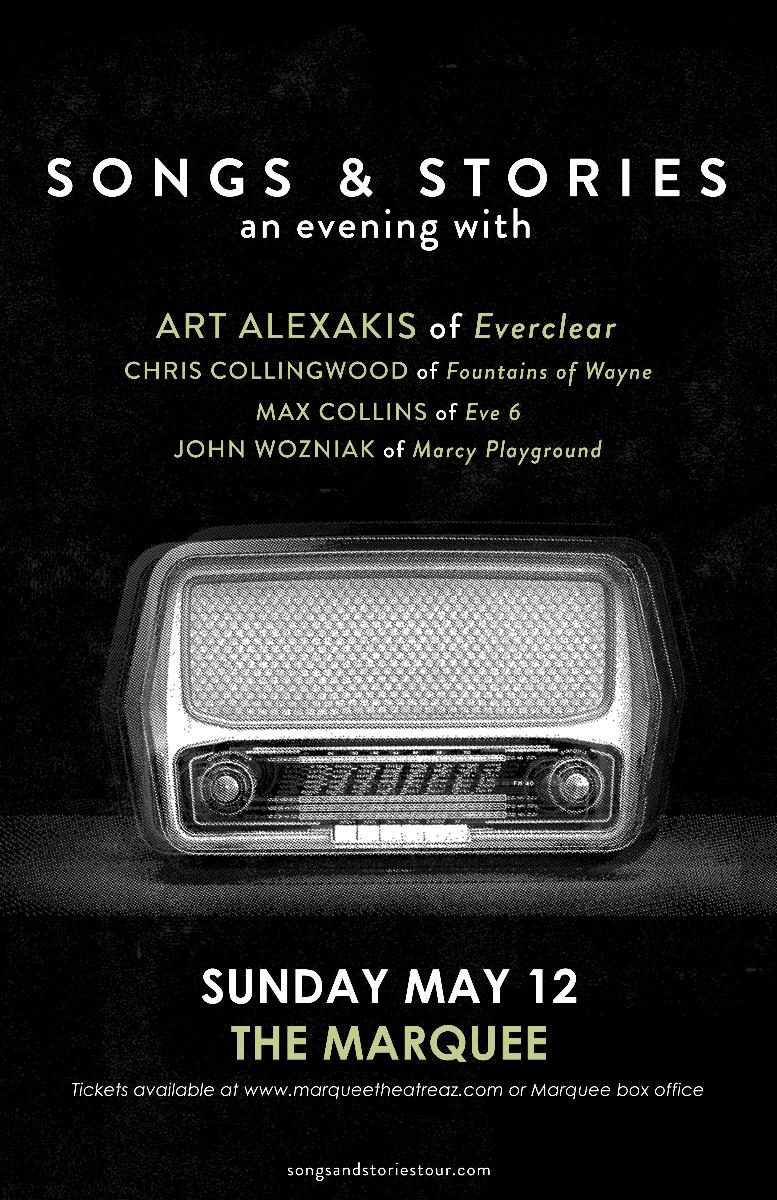 SONGS & STORIES
an evening with
ART ALEXAKIS of Everclear
CHRIS COLLINGWOOD of Fountains of Wayne
MAX COLLINS of Eve 6
JOHN WOZNIAK of Marcy Playground
SUNDAY MAY 12
THE MARQUEE
Tickets available at www.marqueetheatreaz.com or Marquee box office
songsandstoriestour.com